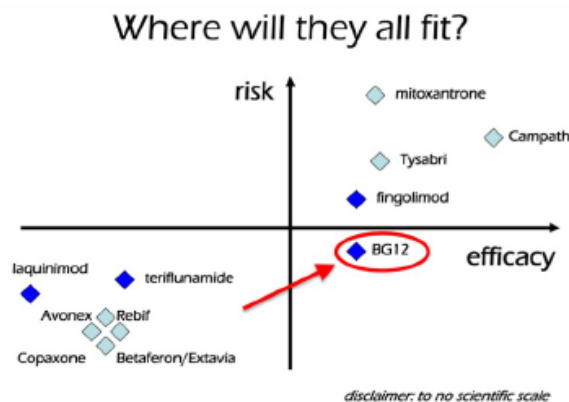 Where will they all fit?
risk
mitoxantrone
Campath
Tysabri
fingolimod
BG12
efficacy
laquinimod
teriflunamide
Avonex Rebif
Copaxone Betaferon/Extavia
disclaimer: to no scientific scale